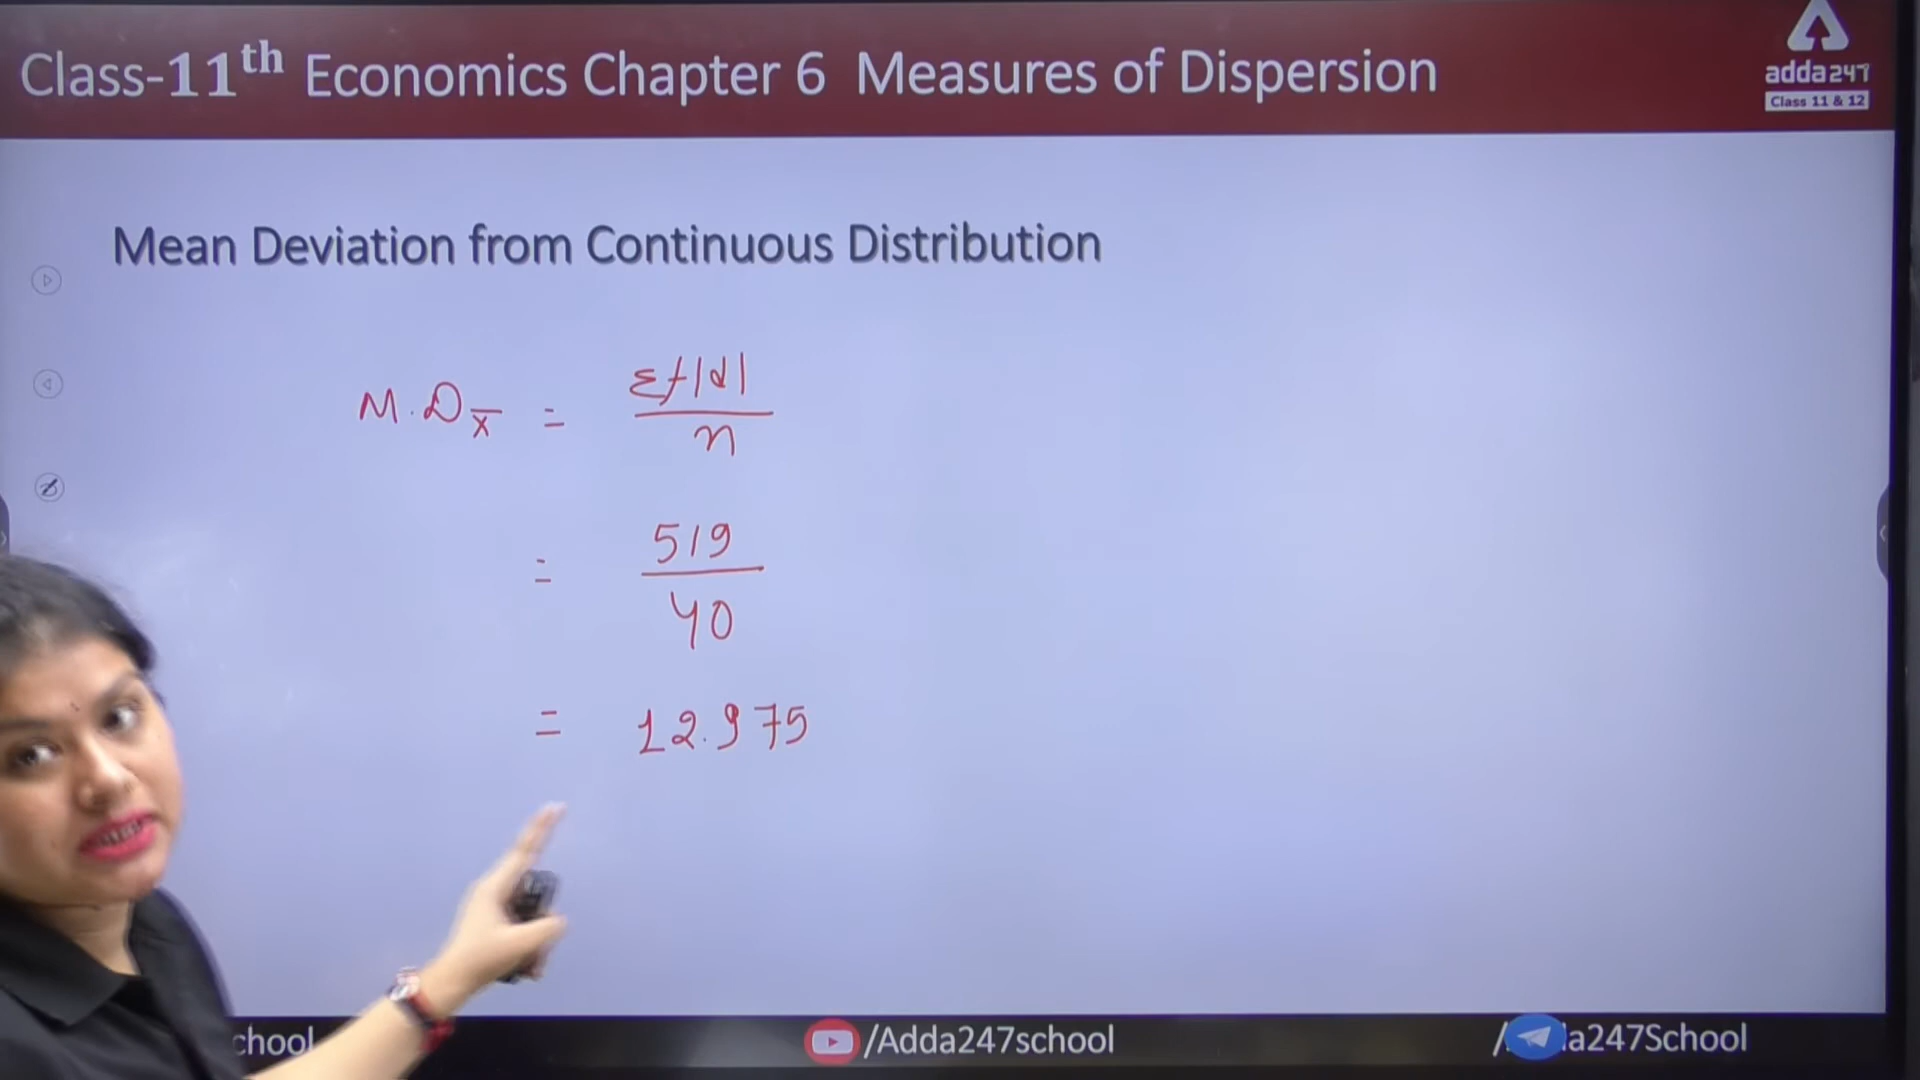 Class-11th Economics Chapter 6 Measures of Dispersion
adda247
Class 11 & 12
Mean Deviation from Continuous Distribution
M.D x̄ = Σf|d| / n
= 519 / 40
= 12.975
chool
/Adda247school
/ a247School